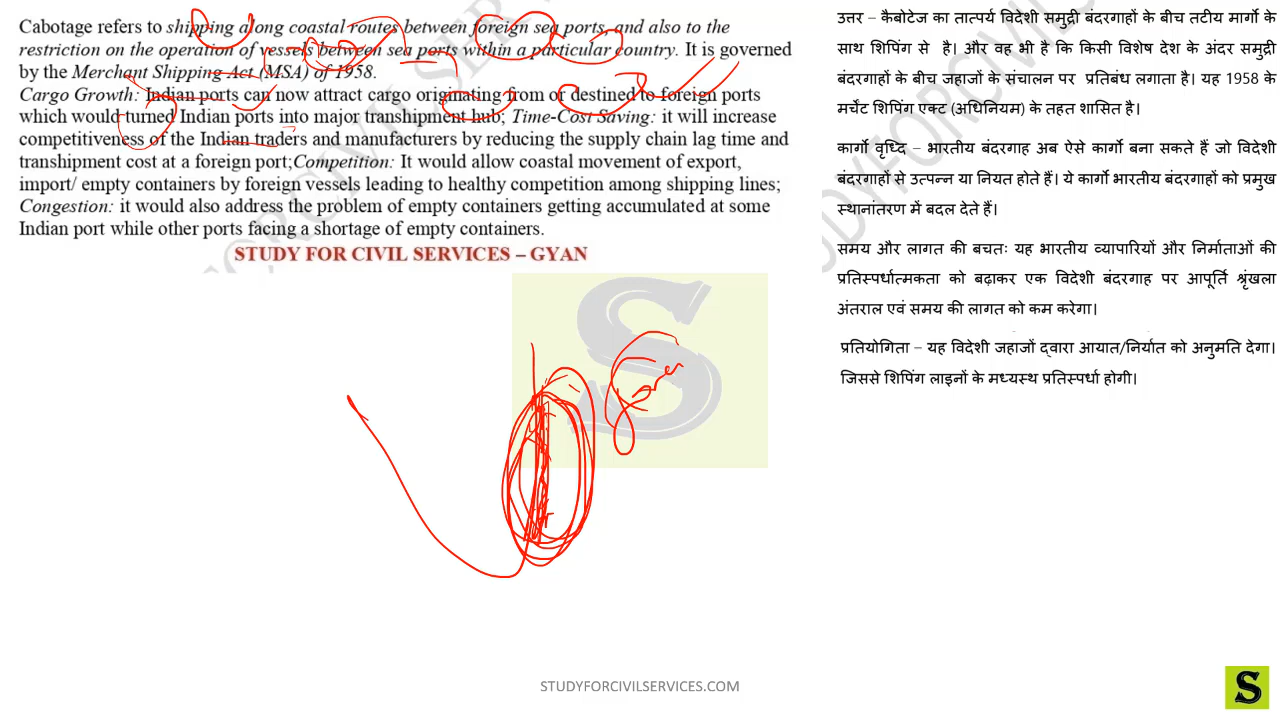 Cabotage refers to shipping along coastal routes between foreign sea ports, and also to the
restriction on the operation of vessels between sea ports within a particular country. It is governed
by the Merchant Shipping Act (MSA) of 1958.
Cargo Growth: Indian ports can now attract cargo originating from or destined to foreign ports
which would turned Indian ports into major transhipment hub; Time-Cost Saving: it will increase
competitiveness of the Indian traders and manufacturers by reducing the supply chain lag time and
transhipment cost at a foreign port;Competition: It would allow coastal movement of export,
import/ empty containers by foreign vessels leading to healthy competition among shipping lines;
Congestion: it would also address the problem of empty containers getting accumulated at some
Indian port while other ports facing a shortage of empty containers.
STUDY FOR CIVIL SERVICES – GYAN
उत्तर – कैबोटेज का तात्पर्य विदेशी समुद्री बंदरगाहों के बीच तटीय मार्गो के
साथ शिपिंग से है। और वह भी है कि किसी विशेष देश के अंदर समुद्री
बंदरगाहों के बीच जहाजों के संचालन पर प्रतिबंध लगाता है। यह 1958 के
मर्चेंट शिपिंग एक्ट (अधिनियम) के तहत शासित है।
कार्गो वृध्दि – भारतीय बंदरगाह अब ऐसे कार्गो बना सकते हैं जो विदेशी
बंदरगाहों से उत्पन्न या नियत होते हैं। ये कार्गो भारतीय बंदरगाहों को प्रमुख
स्थानांतरण में बदल देते हैं।
समय और लागत की बचतः यह भारतीय व्यापारियों और निर्माताओं की
प्रतिस्पर्धात्मकता को बढ़ाकर एक विदेशी बंदरगाह पर आपूर्ति श्रृंखला
अंतराल एवं समय की लागत को कम करेगा।
प्रतियोगिता – यह विदेशी जहाजों द्वारा आयात/निर्यात को अनुमति देगा।
जिससे शिपिंग लाइनों के मध्यस्थ प्रतिस्पर्धा होगी।
S
STUDYFORCIVILSERVICES.COM
S